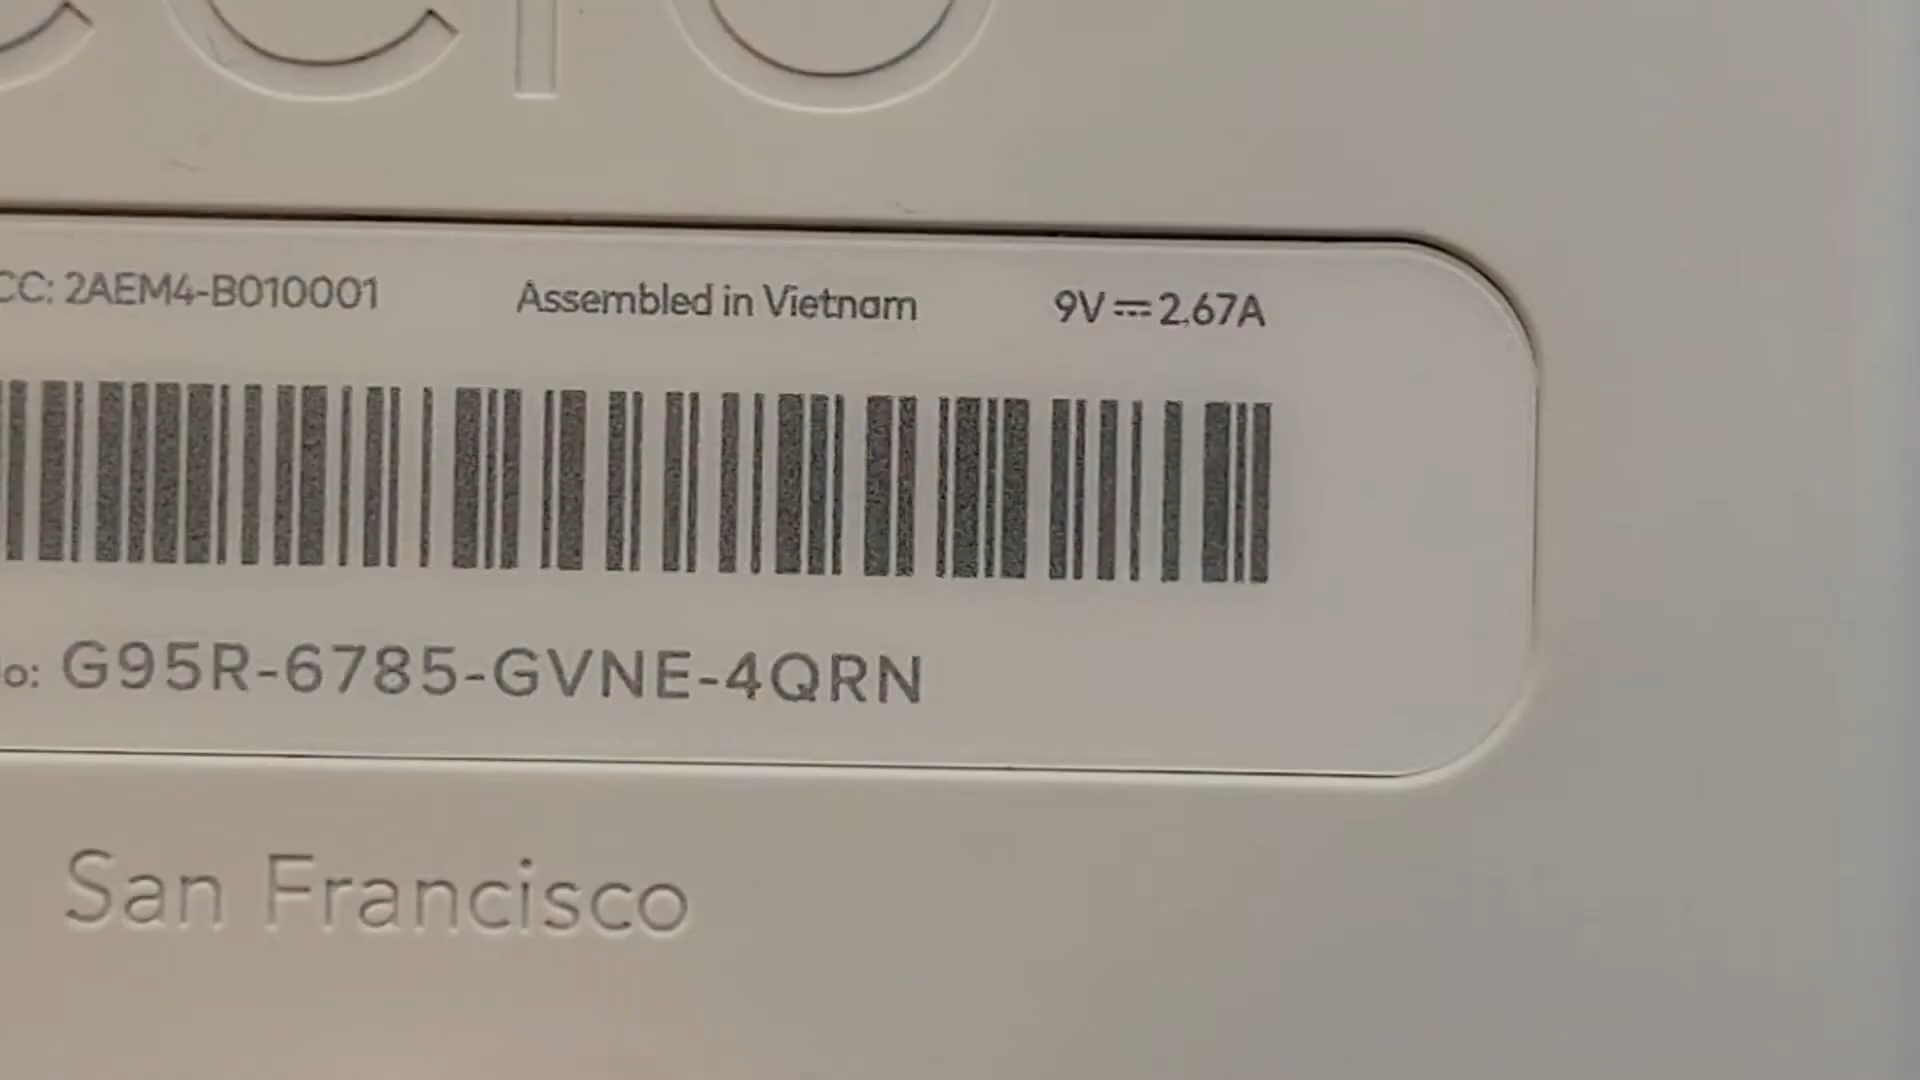 CC: 2AEM4-B010001 Assembled in Vietnam 9V⎓2.67A
o: G95R-6785-GVNE-4QRN
San Francisco